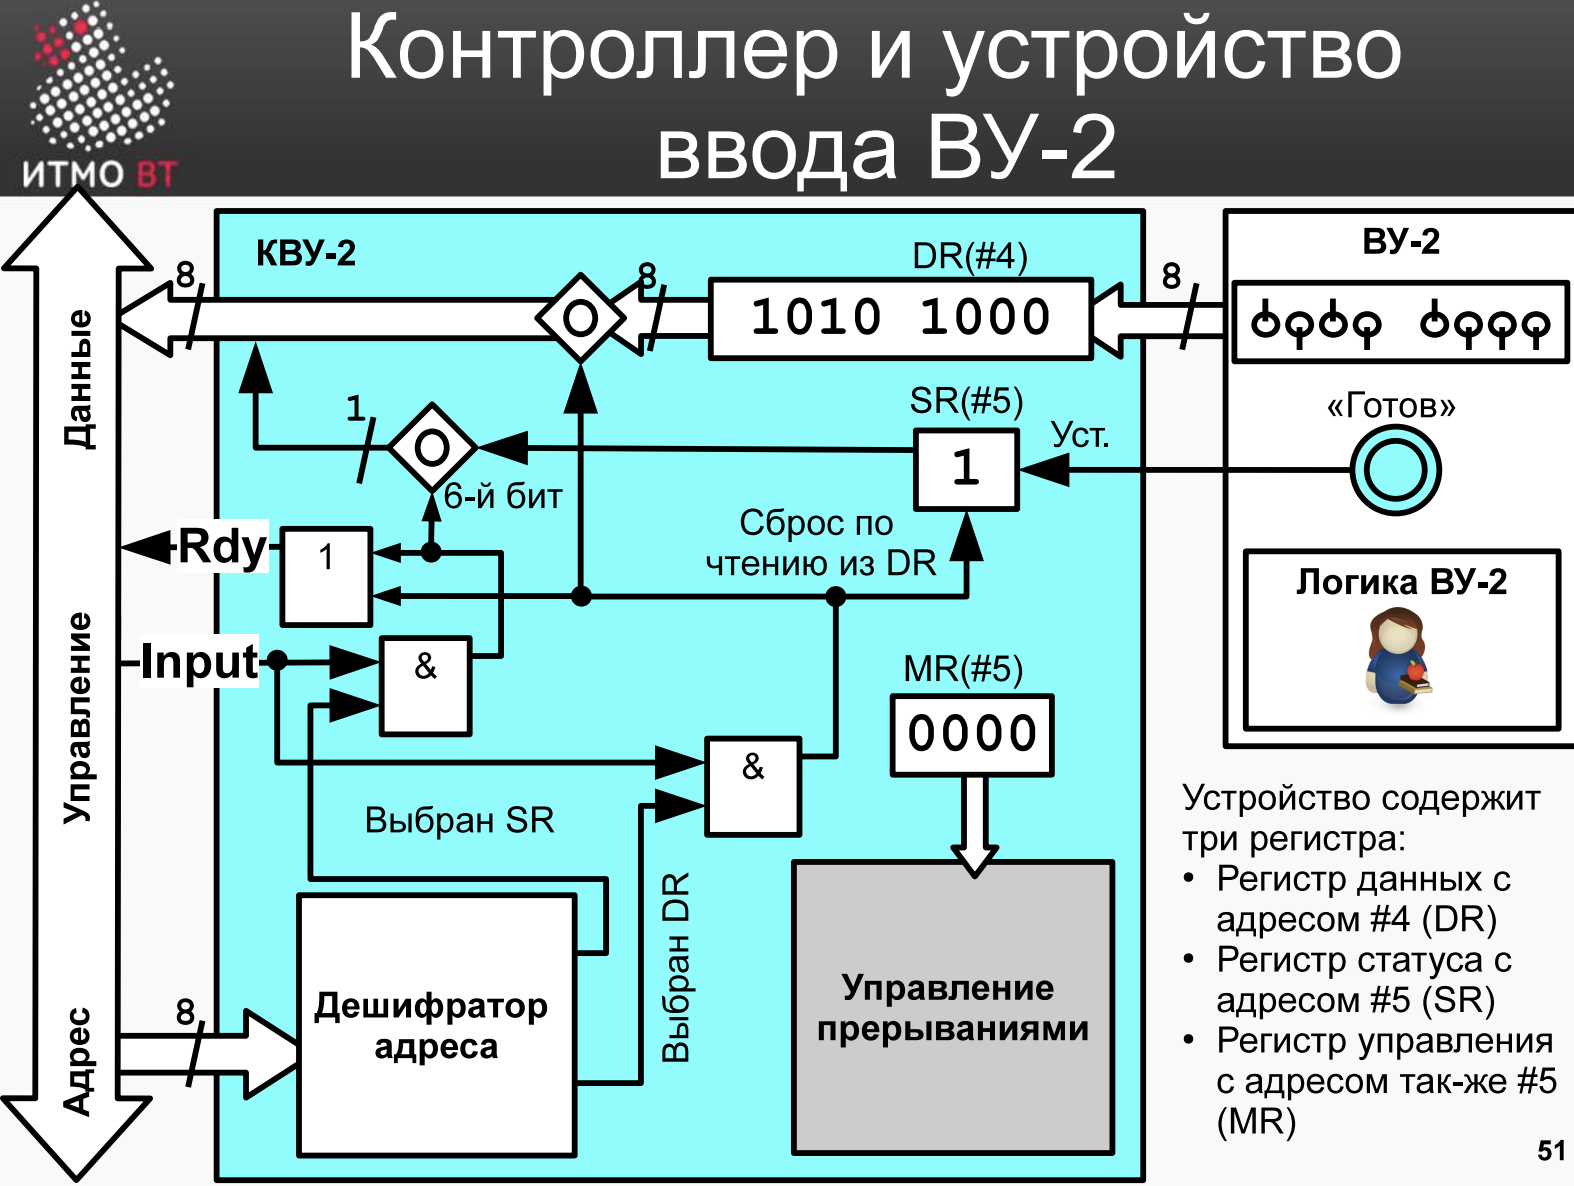 Контроллер и устройство
ввода ВУ-2
ИТМО ВТ
КВУ-2
DR(#4)
ВУ-2
8
8
8
1010 1000
Данные
SR(#5)
«Готов»
1
Уст.
1
6-й бит
Rdy
1
Сброс по
чтению из DR
Логика ВУ-2
Управление
Input
&
MR(#5)
0000
&
Выбран SR
Выбран DR
Устройство содержит
три регистра:
• Регистр данных с
адресом #4 (DR)
• Регистр статуса с
адресом #5 (SR)
• Регистр управления
с адресом так-же #5
(MR)
Адрес
8
Дешифратор
адреса
Управление
прерываниями
51